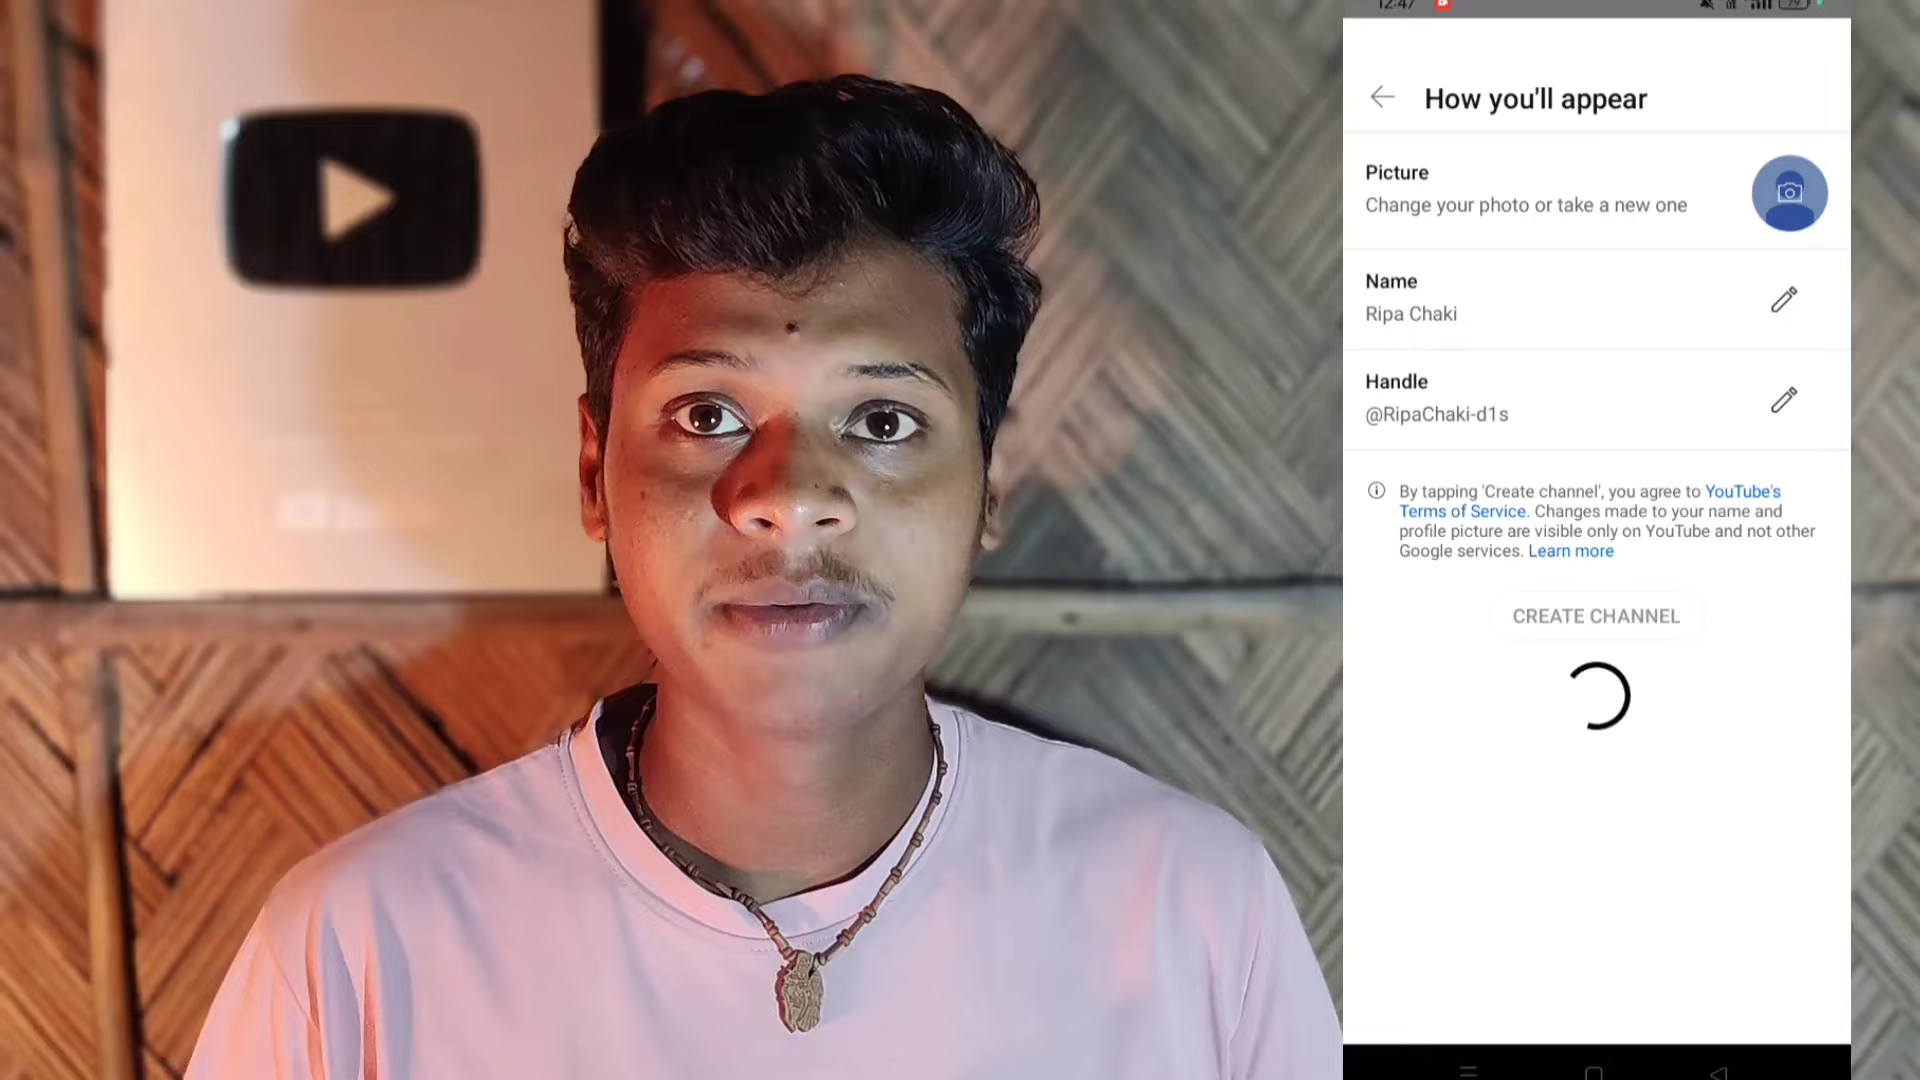 12:47
79
How you'll appear
Picture
Change your photo or take a new one
Name
Ripa Chaki
Handle
@RipaChaki-d1s
By tapping 'Create channel', you agree to YouTube's
Terms of Service. Changes made to your name and
profile picture are visible only on YouTube and not other
Google services. Learn more
CREATE CHANNEL